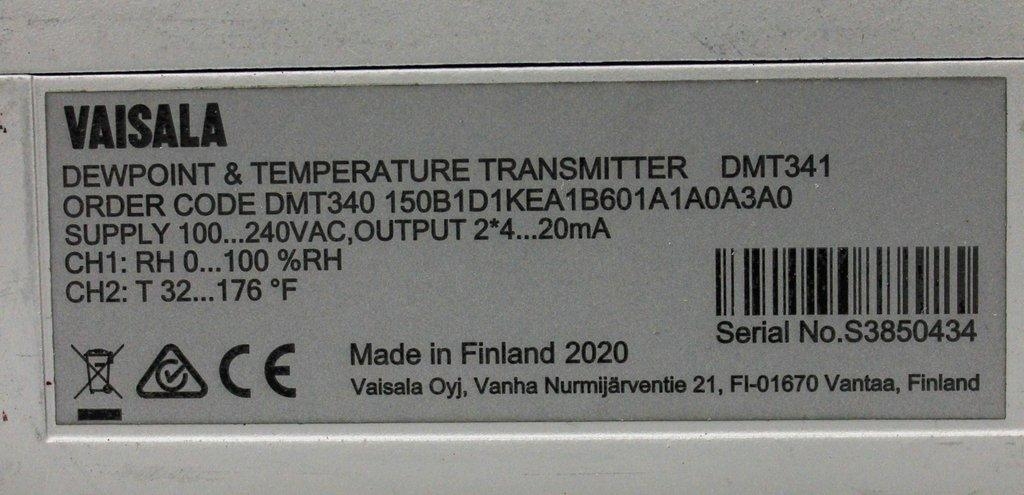 VAISALA
DEWPOINT & TEMPERATURE TRANSMITTER DMT341
ORDER CODE DMT340 150B1D1KEA1B601A1A0A3A0
SUPPLY 100...240VAC,OUTPUT 2*4...20mA
CH1: RH 0...100 %RH
CH2: T 32...176 °F
Serial No.S3850434
CE
Made in Finland 2020
Vaisala Oyj, Vanha Nurmijärventie 21, FI-01670 Vantaa, Finland